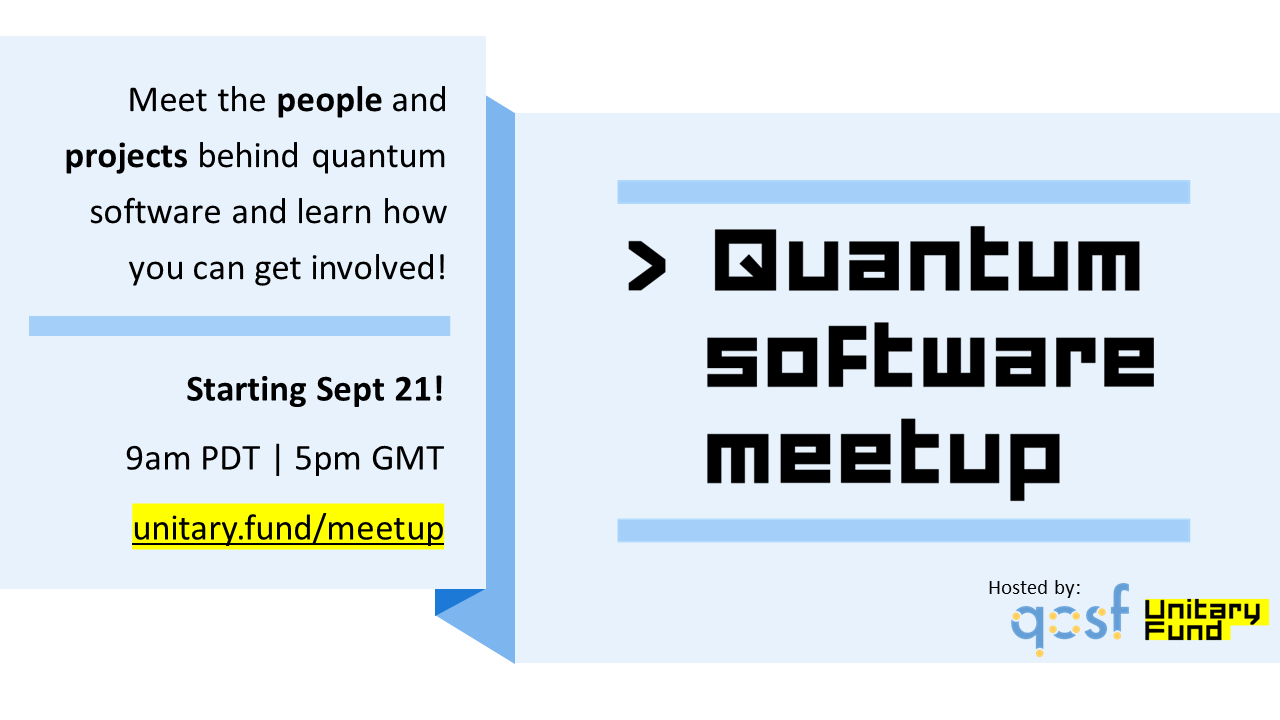 Meet the people and
projects behind quantum
software and learn how
you can get involved!
Starting Sept 21!
9am PDT | 5pm GMT
unitary.fund/meetup
> Quantum
software
meetup
Hosted by:
qosf
Unitary
Fund